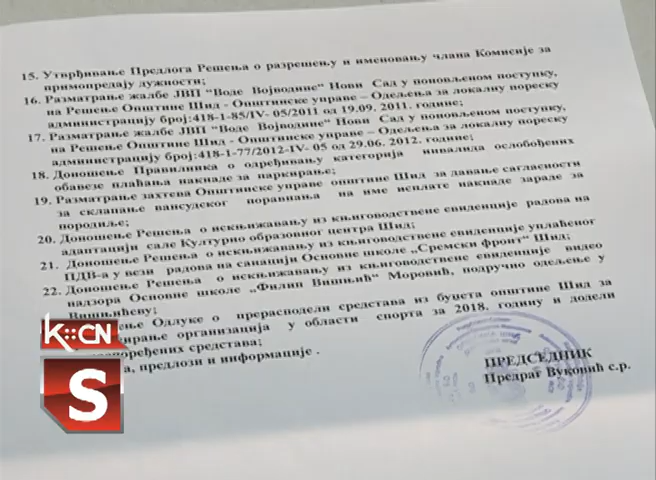 15. Утврђивање Предлога Решења о разрешењу и именовању члана Комисије за
примопредају дужности;
16. Разматрање жалбе ЈВП "Воде Војводине" Нови Сад у поновљеном поступку,
на Решење Општине Шид - Општинске управе – Одељења за локалну пореску
администрацију број:418-1-85/IV- 05/2011 од 19.09. 2011. године;
17. Разматрање жалбе ЈВП "Воде Војводине" Нови Сад у поновљеном поступку,
на Решење Општине Шид - Општинске управе – Одељења за локалну пореску
администрацију број:418-1-77/2012-IV- 05 од 29.06. 2012. године;
18. Доношење Правилника о одређивању категорија инвалида ослобођених
обавезе плаћања накнаде за паркирање;
19. Разматрање захтева Општинске управе општине Шид за давање сагласности
за склапање вансудског поравнања на име исплате накнаде зараде за
породиље;
20. Доношење Решења о искњижавању из књиговодствене евиденције радова на
адаптацији сале Културно образовног центра Шид;
21. Доношење Решења о искњижавању из књиговодствене евиденције уплаћеног
ПДВ-а у вези радова на санацији Основне школе „Сремски фронт" Шид;
22. Доношење Решења о искњижавању из књиговодствене евиденције видео
надзора Основне школе „Филип Вишњић" Моровић, подручно одељење у
Вишњићеву;
Одлуке о прерасподели средстава из буџета општине Шид за
организација у области спорта за 2018. годину и додели
средстава;
предлози и информације .
ПРЕДСЕДНИК
Предраг Вуковић с.р.
K::CN
S